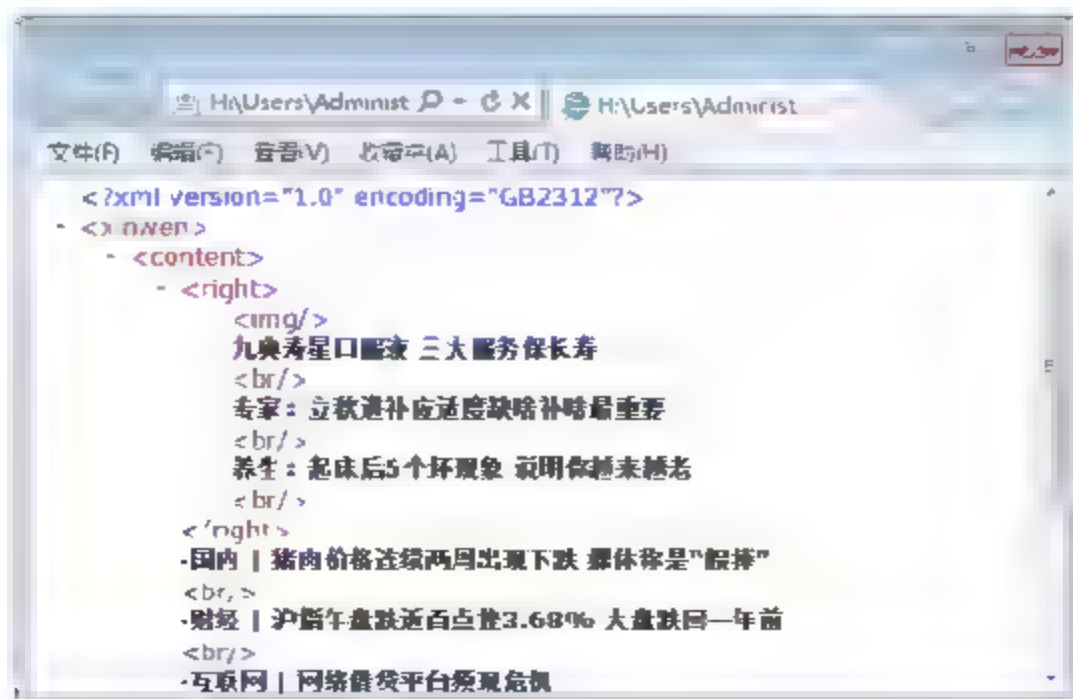 H:\Users\Administ H:\Users\Administ
文件(F) 编辑(E) 查看(V) 收藏夹(A) 工具(T) 帮助(H)
<?xml version="1.0" encoding="GB2312"?>
- <xinwen>
- <content>
- <right>
<img/>
九典寿星口服液 三大服务保长寿
<br/>
专家：立秋进补应适度缺啥补啥最重要
<br/>
养生：起床后5个坏现象 说明你越来越老
<br/>
</right>
·国内 | 猪肉价格连续两周出现下跌 媒体称是"假摔"
<br/>
·财经 | 沪指午盘跌近百点挫3.68% 大盘跌回一年前
<br/>
·互联网 | 网络借贷平台频现危机